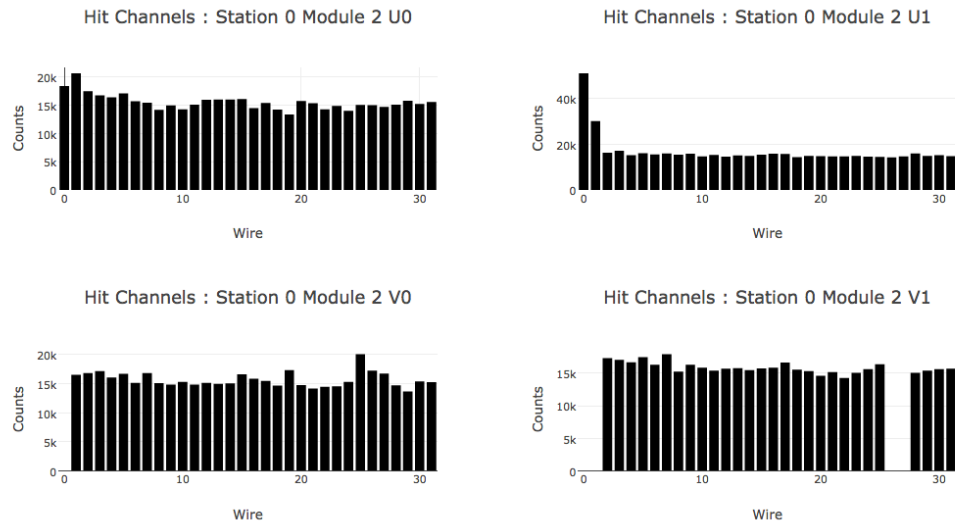 Hit Channels : Station 0 Module 2 U0
20k
15k
10k
5k
0
Counts
0 10 20 30
Wire
Hit Channels : Station 0 Module 2 U1
40k
20k
0
Counts
0 10 20 30
Wire
Hit Channels : Station 0 Module 2 V0
20k
15k
10k
5k
0
Counts
0 10 20 30
Wire
Hit Channels : Station 0 Module 2 V1
15k
10k
5k
0
Counts
0 10 20 30
Wire